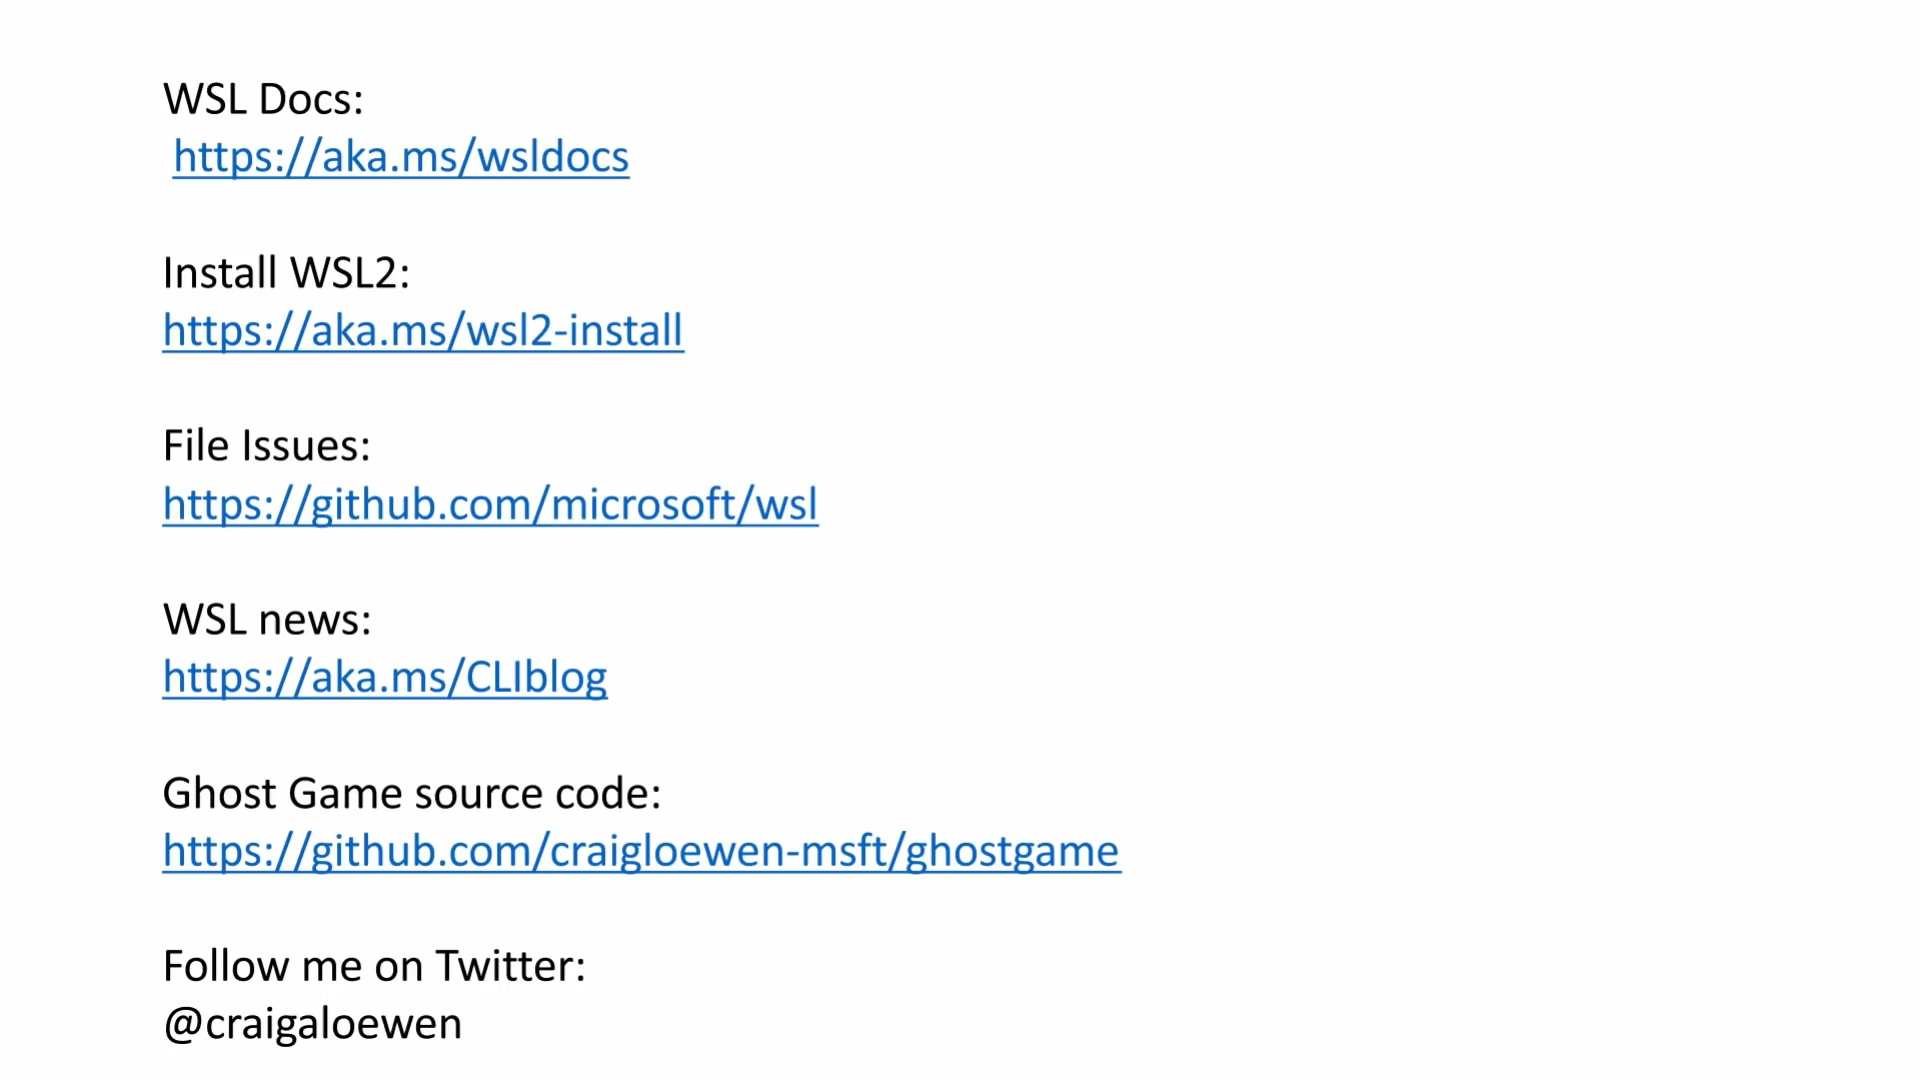 WSL Docs:
https://aka.ms/wsldocs
Install WSL2:
https://aka.ms/wsl2-install
File Issues:
https://github.com/microsoft/wsl
WSL news:
https://aka.ms/CLIblog
Ghost Game source code:
https://github.com/craigloewen-msft/ghostgame
Follow me on Twitter:
@craigaloewen